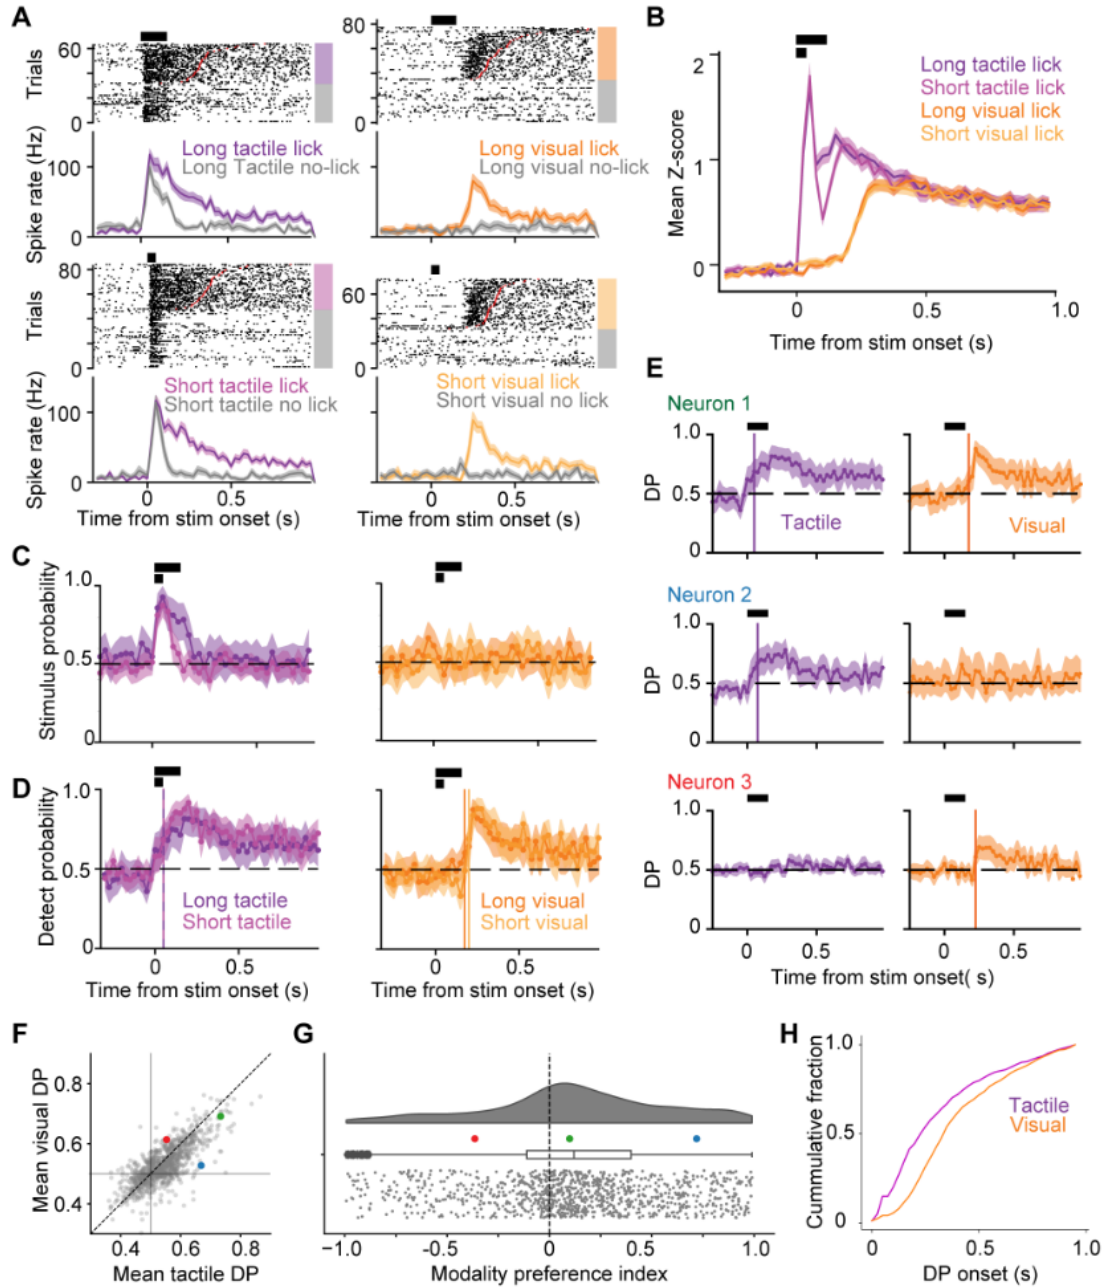 A
Trials
60
0
80
0
Spike rate (Hz)
100
0
Long tactile lick
Long Tactile no-lick
Long visual lick
Long visual no-lick
Trials
80
0
60
0
Spike rate (Hz)
100
0
Short tactile lick
Short tactile no lick
Short visual lick
Short visual no lick
0
0.5
0
0.5
Time from stim onset (s)
Time from stim onset (s)
B
Mean Z-score
2
1
0
Long tactile lick
Short tactile lick
Long visual lick
Short visual lick
0
0.5
1.0
Time from stim onset (s)
C
Stimulus probability
1.0
0.5
0
D
Detect probability
1.0
0.5
0
Long tactile
Short tactile
Long visual
Short visual
0
0.5
0
0.5
Time from stim onset (s)
Time from stim onset (s)
E
Neuron 1
DP
1.0
0.5
0
Tactile
Visual
Neuron 2
DP
1.0
0.5
0
Neuron 3
DP
1.0
0.5
0
0
0.5
0
0.5
Time from stim onset( s)
F
Mean visual DP
0.8
0.6
0.4
0.4
0.6
0.8
Mean tactile DP
G
−1.0
-0.5
0
0.5
1.0
Modality preference index
H
Cummulative fraction
1.0
0.5
0
Tactile
Visual
0
1.0
DP onset (s)